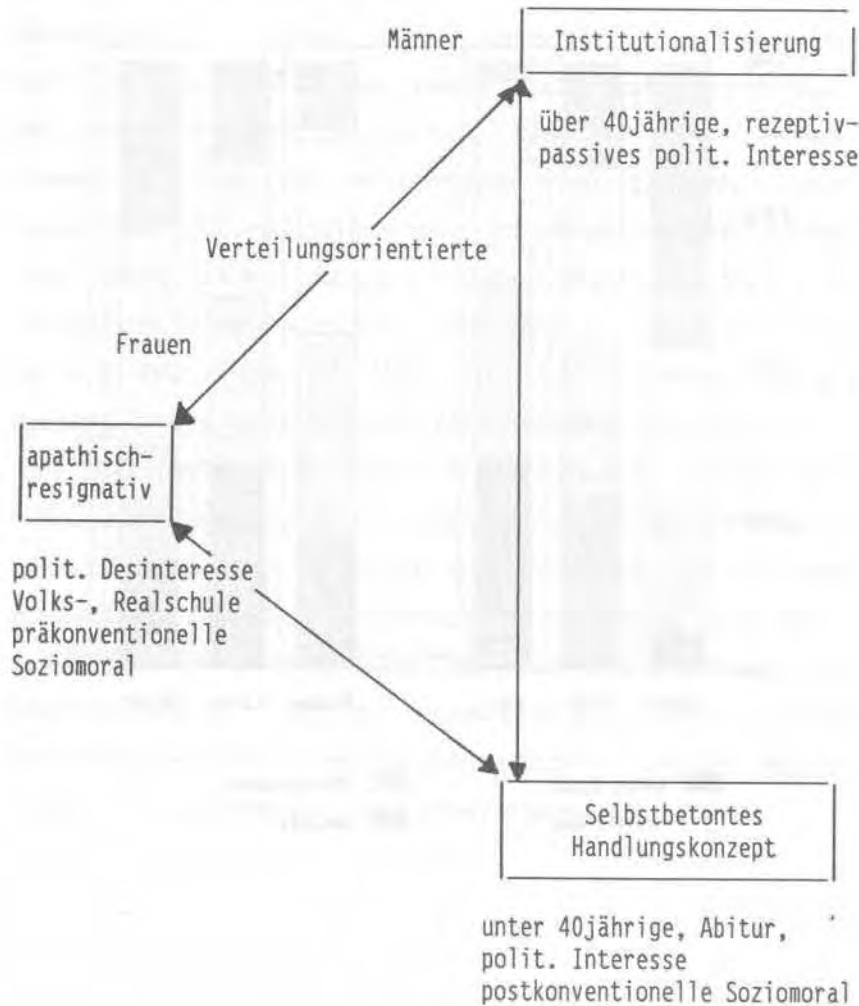 Männer
Institutionalisierung
über 40jährige, rezeptiv-
passives polit. Interesse
Verteilungsorientierte
Frauen
apathisch-
resignativ
polit. Desinteresse
Volks-, Realschule
präkonventionelle
Soziomoral
Selbstbetontes
Handlungskonzept
unter 40jährige, Abitur,
polit. Interesse
postkonventionelle Soziomoral